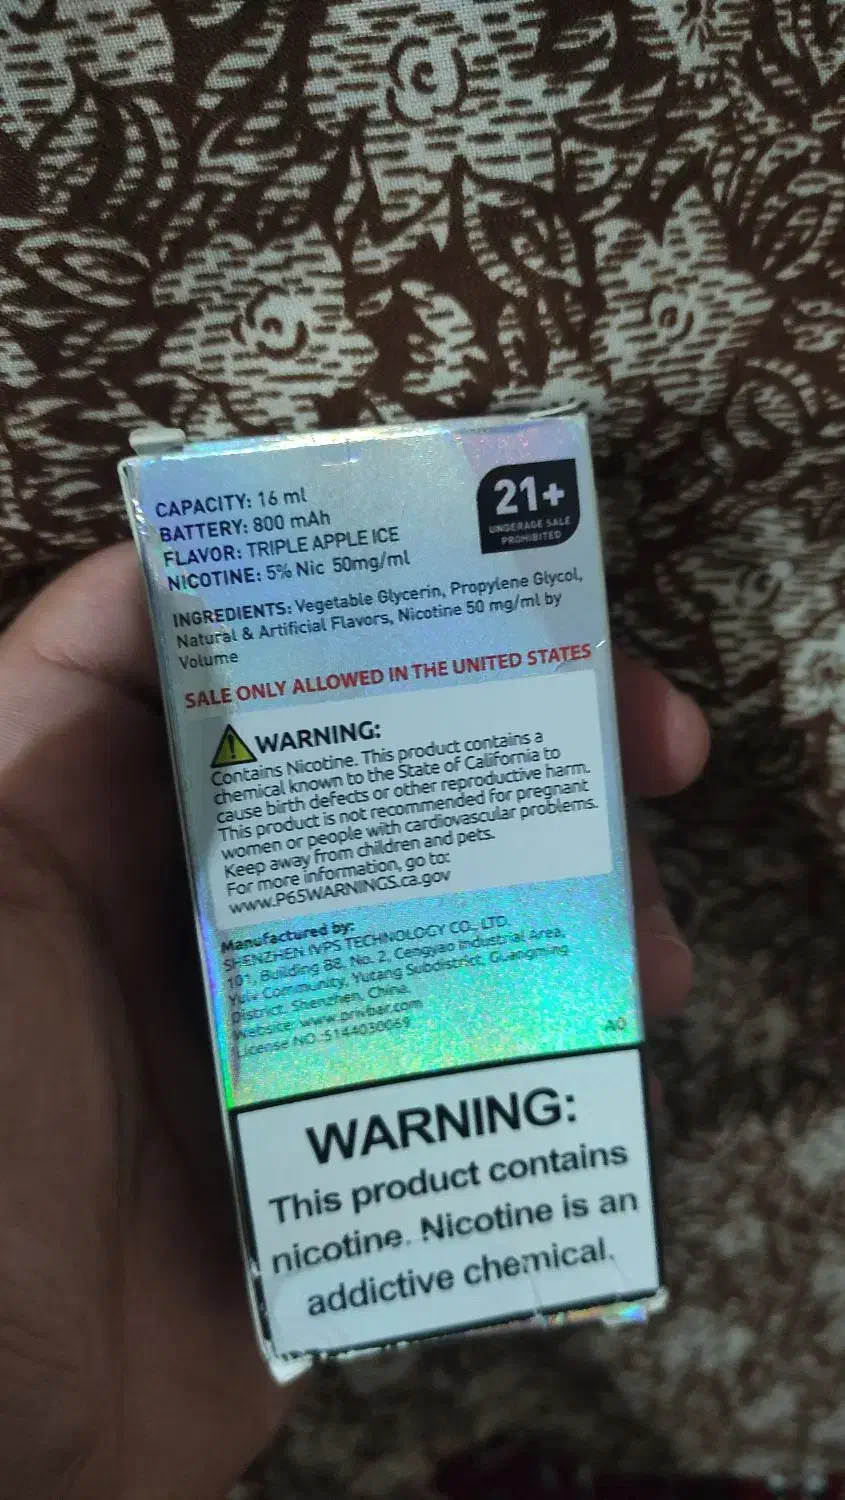 CAPACITY: 16 ml
BATTERY: 800 mAh
FLAVOR: TRIPLE APPLE ICE
NICOTINE: 5% Nic 50mg/ml
21+
UNDERAGE SALE
PROHIBITED
INGREDIENTS: Vegetable Glycerin, Propylene Glycol,
Natural & Artificial Flavors, Nicotine 50 mg/ml by
Volume
SALE ONLY ALLOWED IN THE UNITED STATES
WARNING:
Contains Nicotine. This product contains a
chemical known to the State of California to
cause birth defects or other reproductive harm.
This product is not recommended for pregnant
women or people with cardiovascular problems.
Keep away from children and pets.
For more information, go to:
www.P65WARNINGS.ca.gov
Manufactured by:
SHENZHEN IVPS TECHNOLOGY CO., LTD.
101, Building B8, No. 2, Cengyao Industrial Area,
Yulv Community, Yutang Subdistrict, Guangming
District, Shenzhen, China.
Website: www.privbar.com
License NO.:5144030069
A0
WARNING:
This product contains
nicotine. Nicotine is an
addictive chemical.